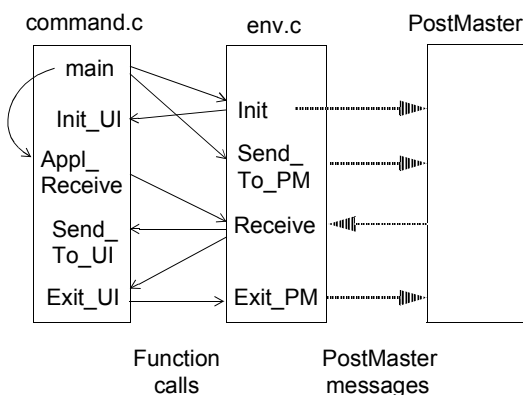 command.c
env.c
PostMaster
main
Init_UI
Appl_
Receive
Send_
To_UI
Exit_UI
Init
Send_
To_PM
Receive
Exit_PM
Function
calls
PostMaster
messages